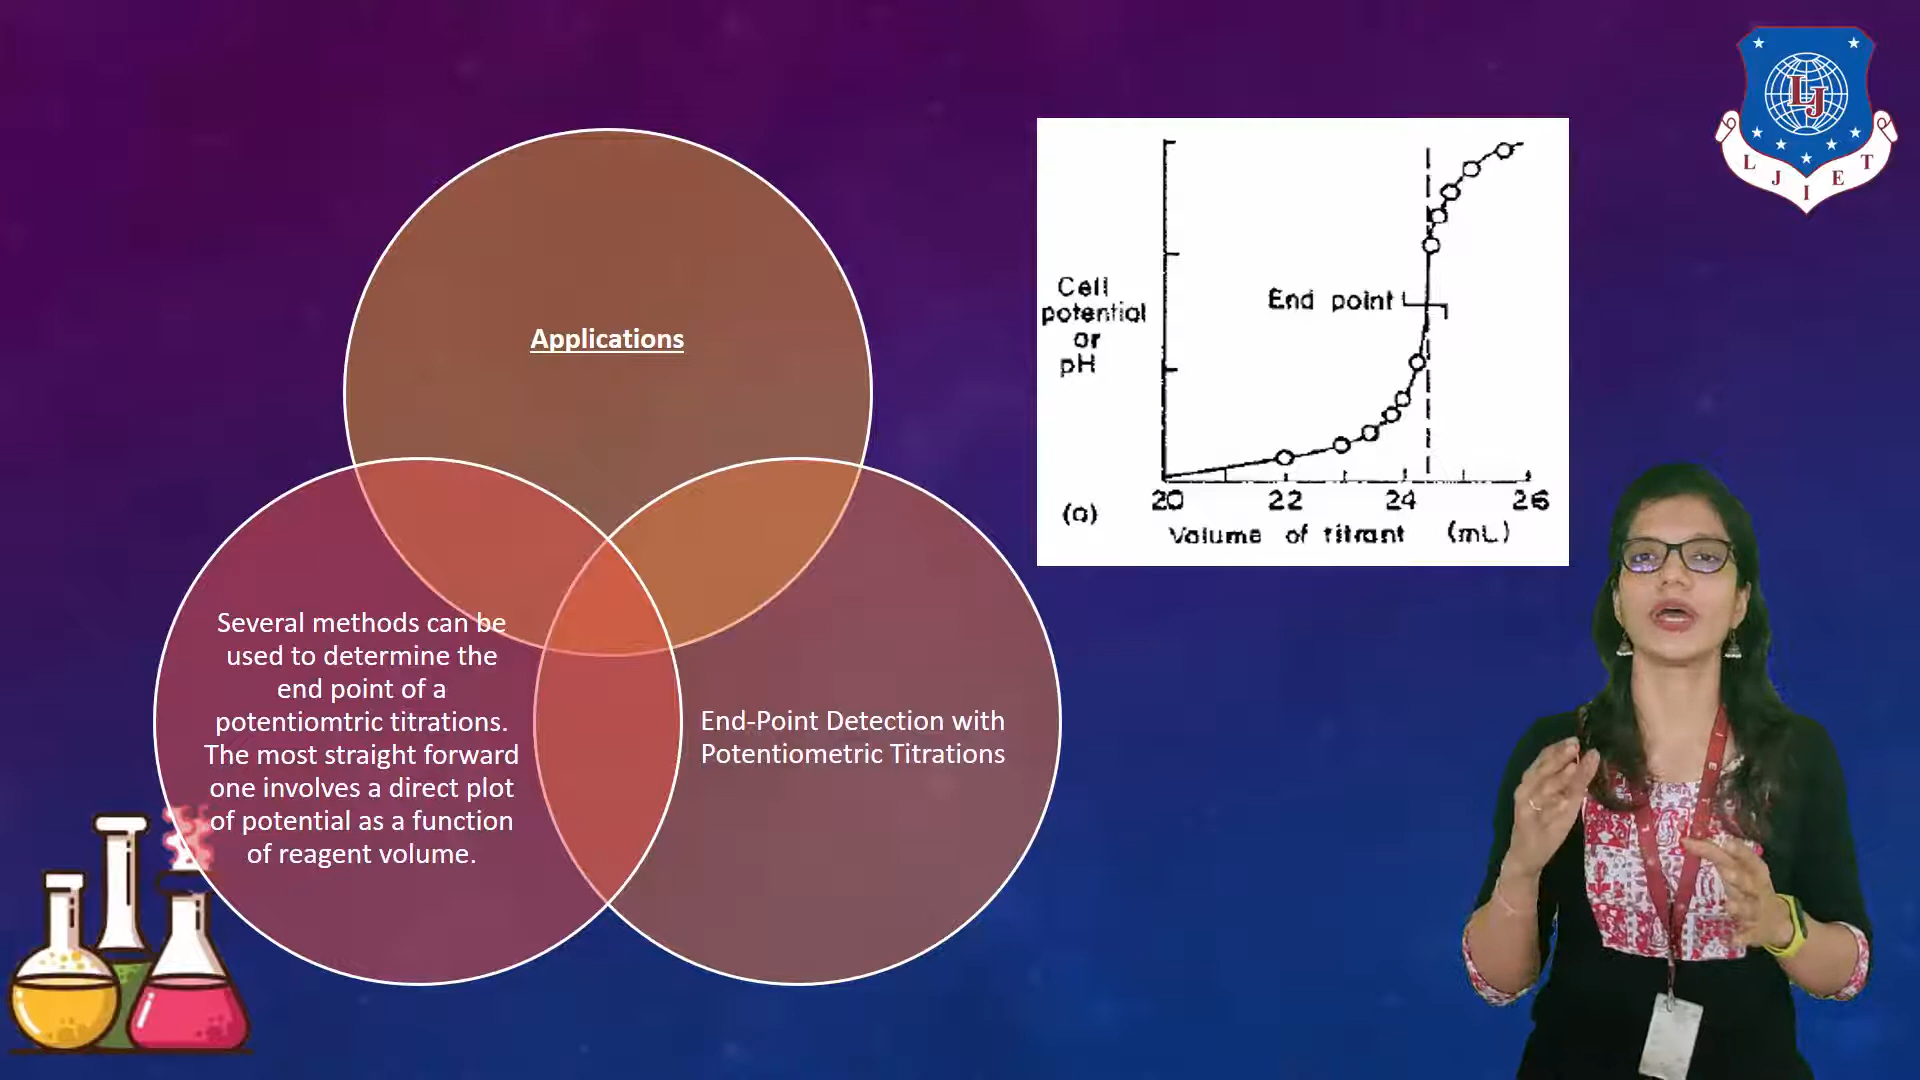 Applications
Several methods can be
used to determine the
end point of a
potentiomtric titrations.
The most straight forward
one involves a direct plot
of potential as a function
of reagent volume.
End-Point Detection with
Potentiometric Titrations
Cell
potential
or
pH
End point
20 22 24 26
(a)
Volume of titrant (mL)
LJ
L J I E T